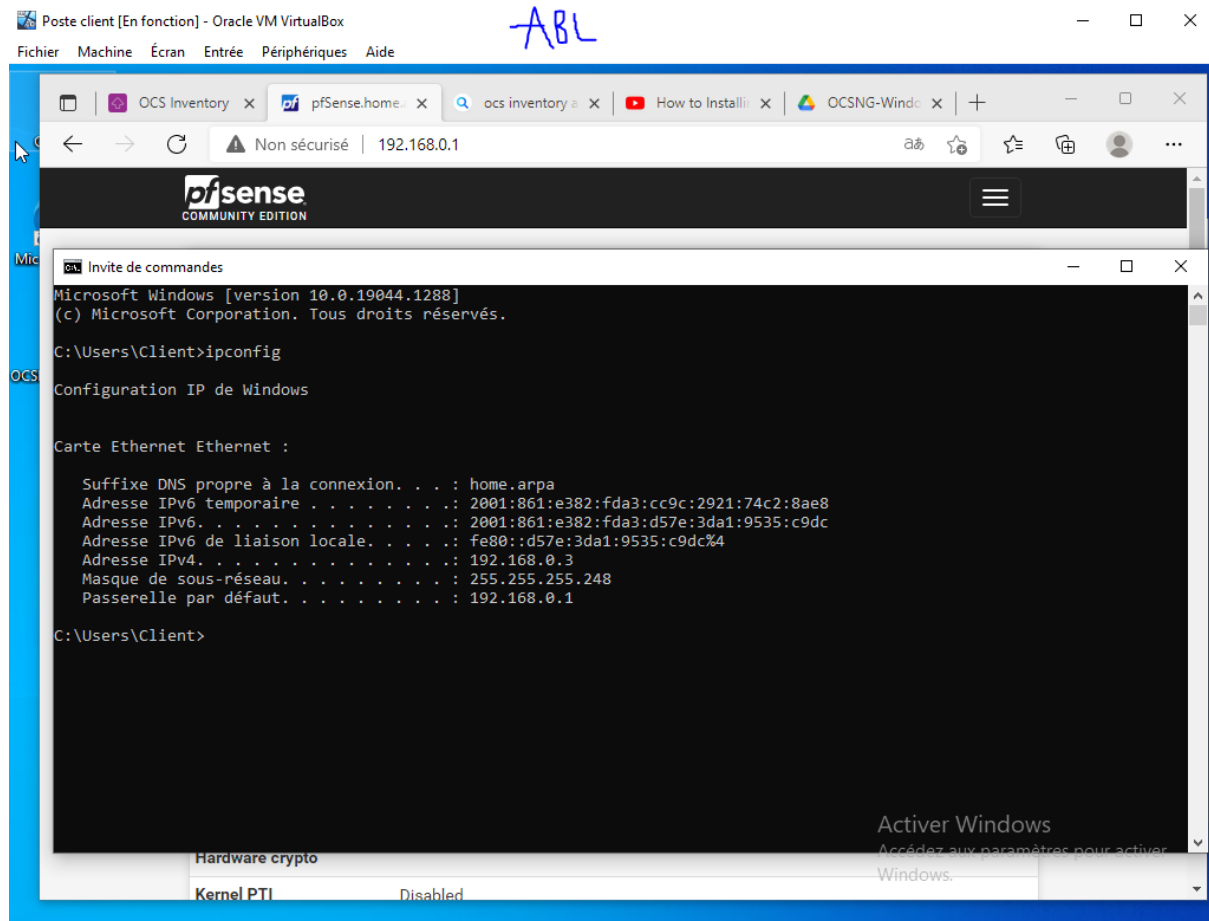 Poste client [En fonction] - Oracle VM VirtualBox
ABL
Fichier Machine Écran Entrée Périphériques Aide
OCS Inventory
pfSense.home.
ocs inventory a
How to Installi
OCSNG-Windo
Non sécurisé | 192.168.0.1
pfsense
COMMUNITY EDITION
Mic
OCS
Invite de commandes
Microsoft Windows [version 10.0.19044.1288]
(c) Microsoft Corporation. Tous droits réservés.
C:\Users\Client>ipconfig
Configuration IP de Windows
Carte Ethernet Ethernet :
Suffixe DNS propre à la connexion. . . : home.arpa
Adresse IPv6 temporaire . . . . . . . .: 2001:861:e382:fda3:cc9c:2921:74c2:8ae8
Adresse IPv6. . . . . . . . . . . . . .: 2001:861:e382:fda3:d57e:3da1:9535:c9dc
Adresse IPv6 de liaison locale. . . . .: fe80::d57e:3da1:9535:c9dc%4
Adresse IPv4. . . . . . . . . . . . . .: 192.168.0.3
Masque de sous-réseau. . . . . . . . . : 255.255.255.248
Passerelle par défaut. . . . . . . . . : 192.168.0.1
C:\Users\Client>
Activer Windows
Accédez aux paramètres pour activer
Windows.
Hardware crypto
Kernel PTI Disabled